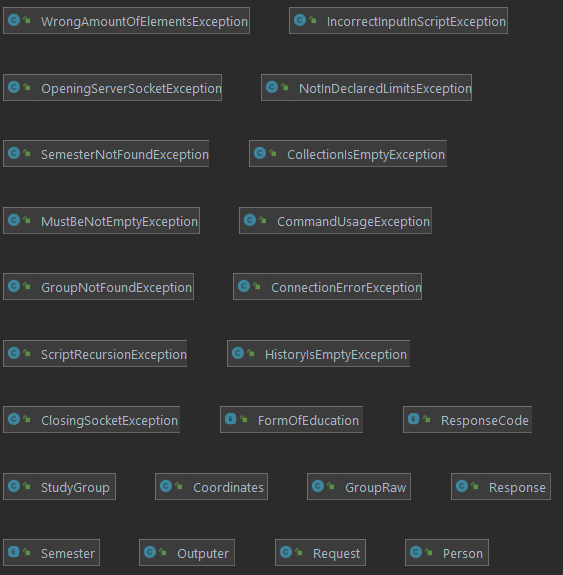 WrongAmountOfElementsException IncorrectInputInScriptException
OpeningServerSocketException NotInDeclaredLimitsException
SemesterNotFoundException CollectionIsEmptyException
MustBeNotEmptyException CommandUsageException
GroupNotFoundException ConnectionErrorException
ScriptRecursionException HistoryIsEmptyException
ClosingSocketException FormOfEducation ResponseCode
StudyGroup Coordinates GroupRaw Response
Semester Outputer Request Person